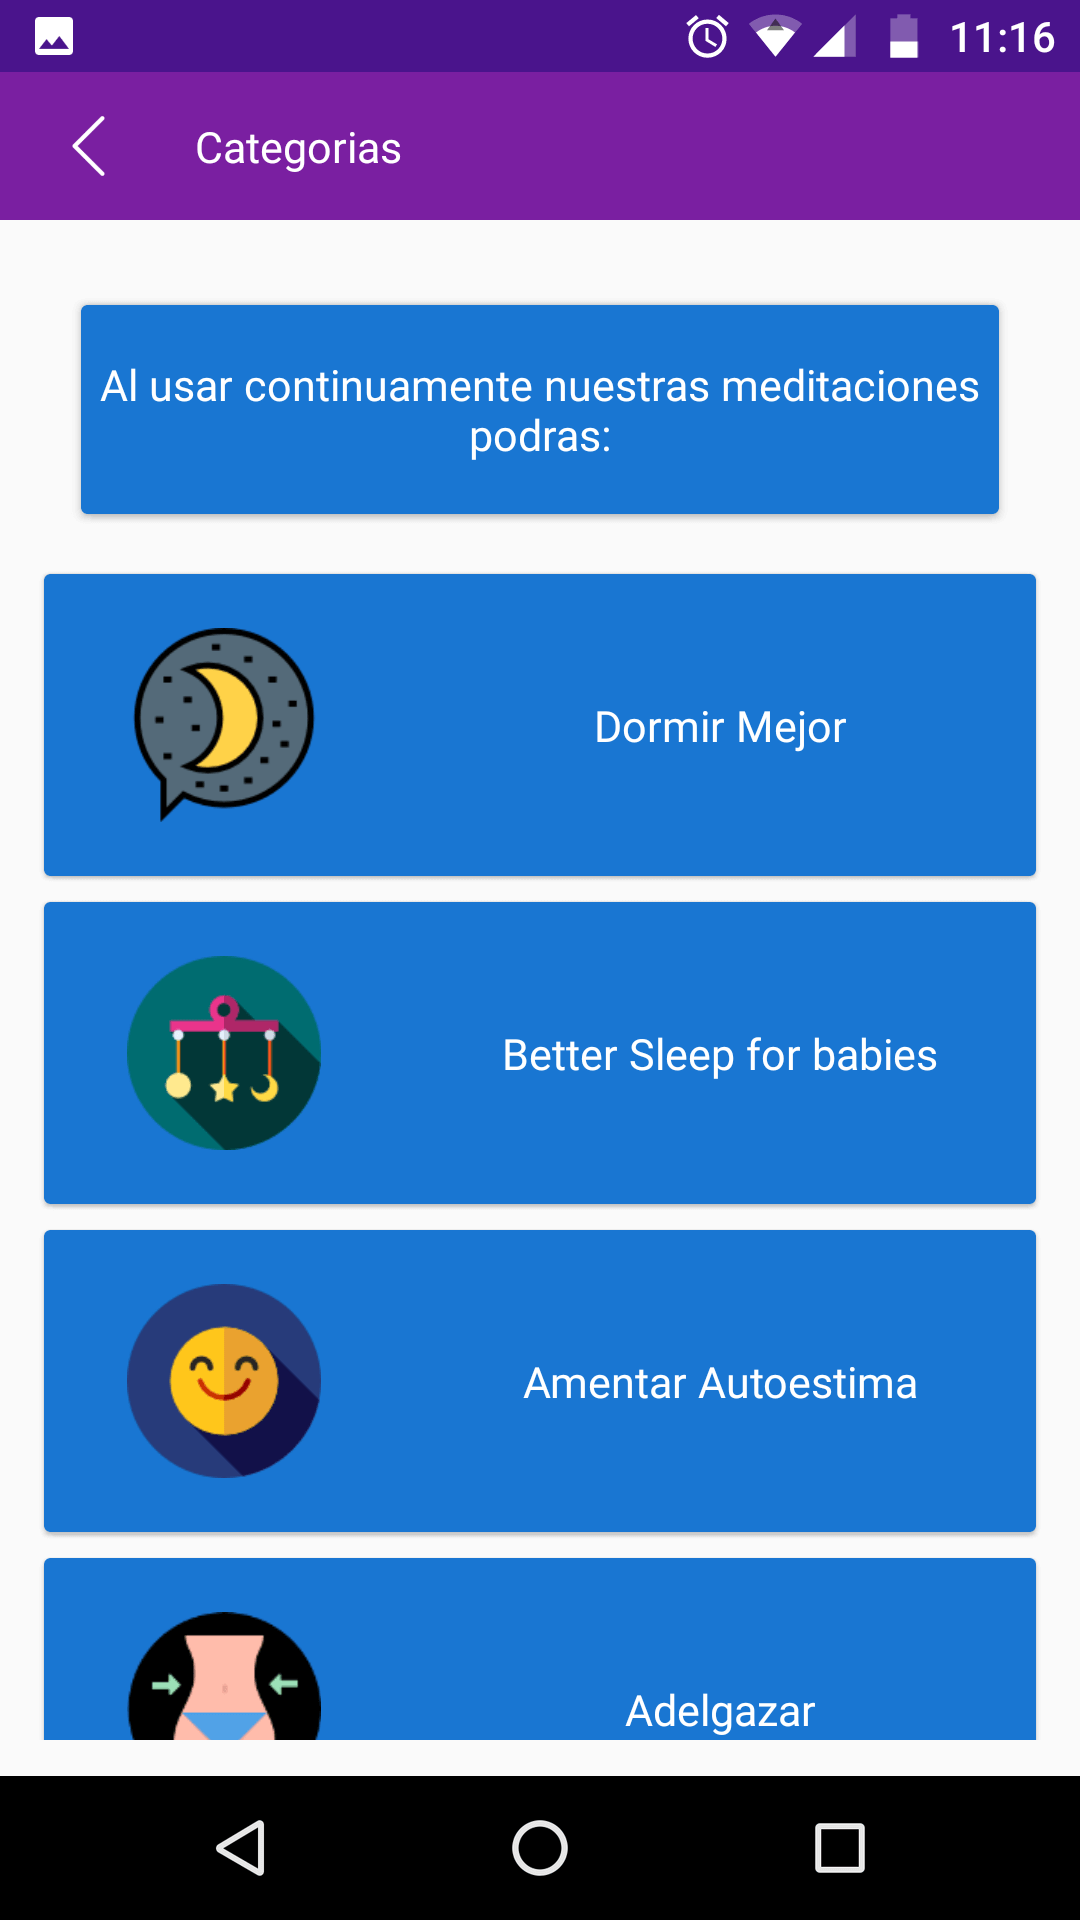 11:16
Categorias
Al usar continuamente nuestras meditaciones
podras:
Dormir Mejor
Better Sleep for babies
Amentar Autoestima
Adelgazar